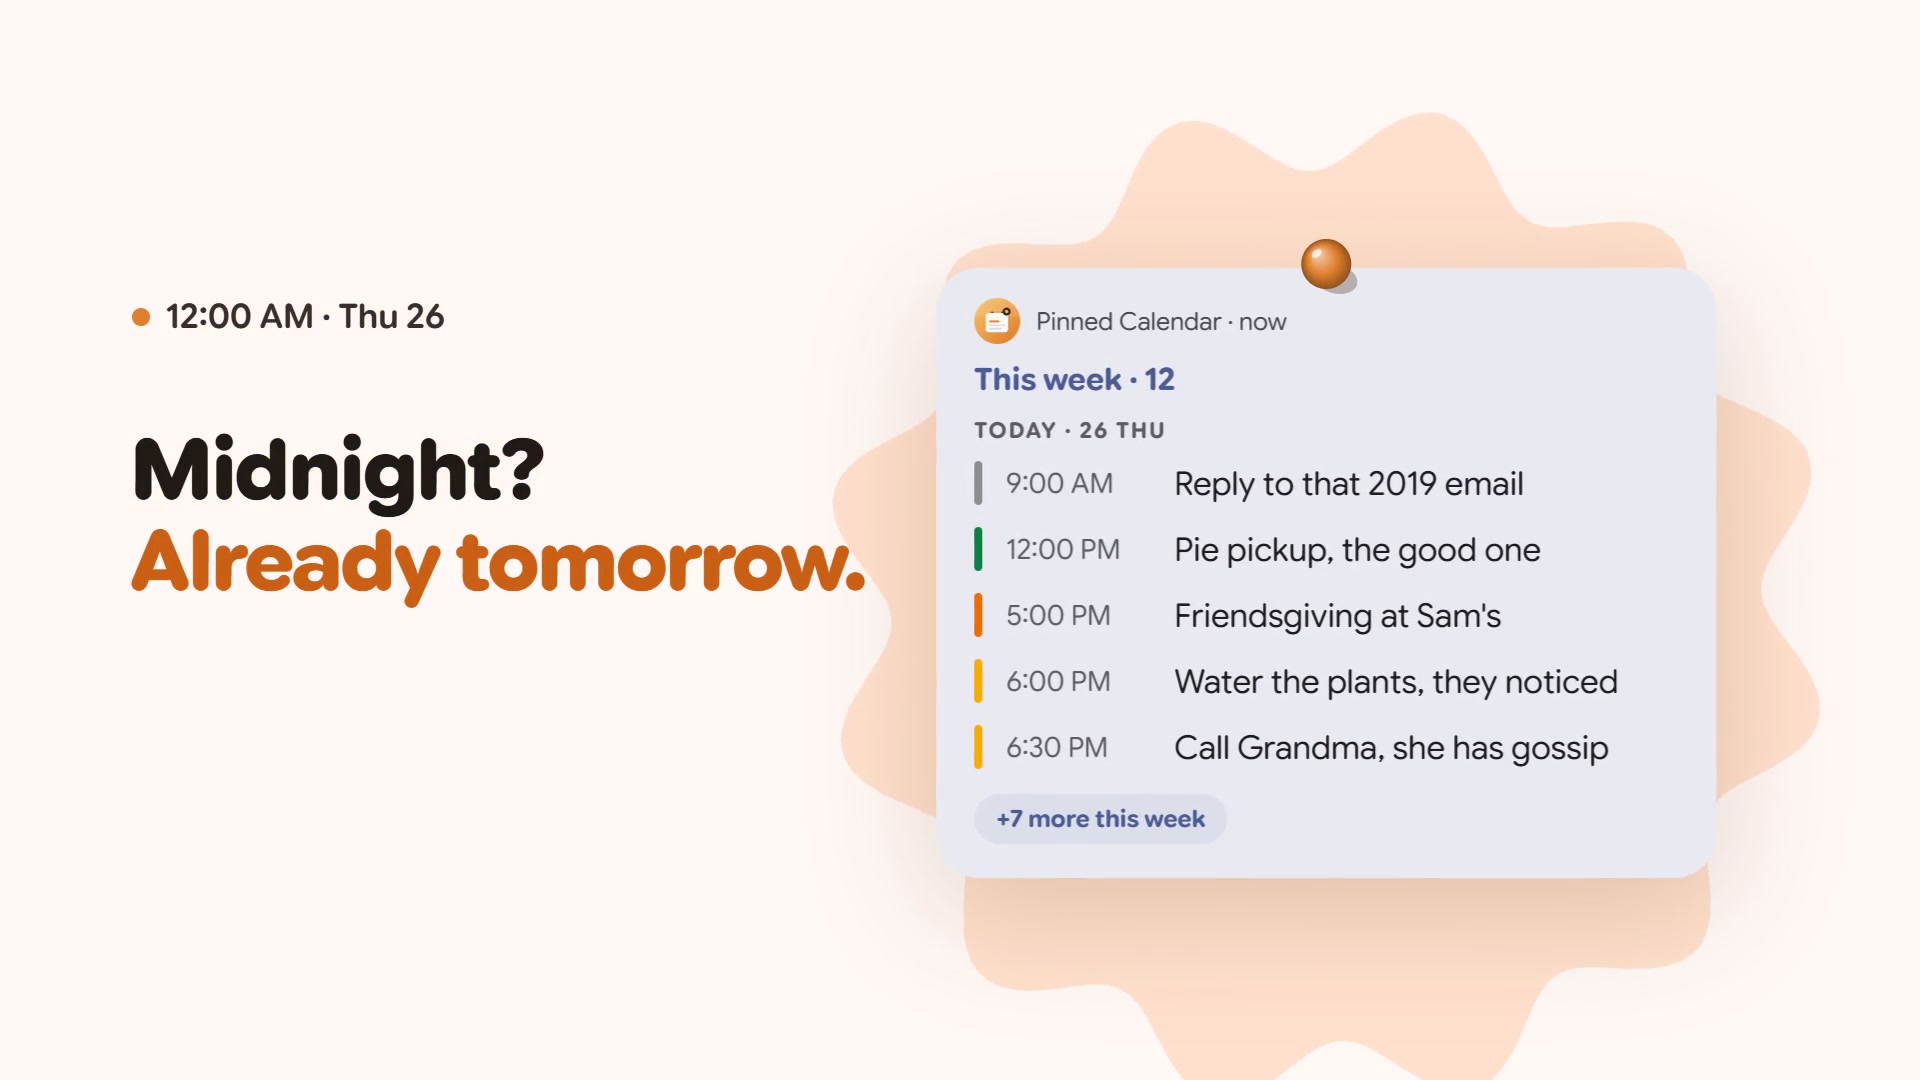 12:00 AM · Thu 26
Midnight?
Already tomorrow.
Pinned Calendar · now
This week · 12
TODAY · 26 THU
9:00 AM Reply to that 2019 email
12:00 PM Pie pickup, the good one
5:00 PM Friendsgiving at Sam's
6:00 PM Water the plants, they noticed
6:30 PM Call Grandma, she has gossip
+7 more this week